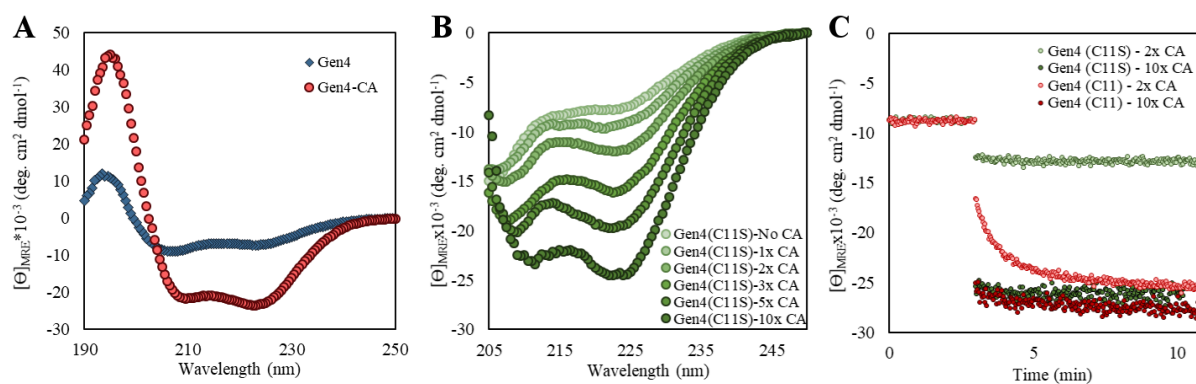 A
50
40
30
20
10
0
-10
-20
-30
190
210
230
250
[Θ]MRE*10-3 (deg. cm2 dmol-1)
Wavelength (nm)
Gen4
Gen4-CA
B
0
-5
-10
-15
-20
-25
-30
205
215
225
235
245
[Θ]MREx10-3 (deg. cm2 dmol-1)
Wavelength (nm)
Gen4(C11S)-No CA
Gen4(C11S)-1x CA
Gen4(C11S)-2x CA
Gen4(C11S)-3x CA
Gen4(C11S)-5x CA
Gen4(C11S)-10x CA
C
0
-5
-10
-15
-20
-25
-30
0
5
10
[Θ]MREx10-3 (deg. cm2 dmol-1)
Time (min)
Gen4 (C11S) - 2x CA
Gen4 (C11S) - 10x CA
Gen4 (C11) - 2x CA
Gen4 (C11) - 10x CA